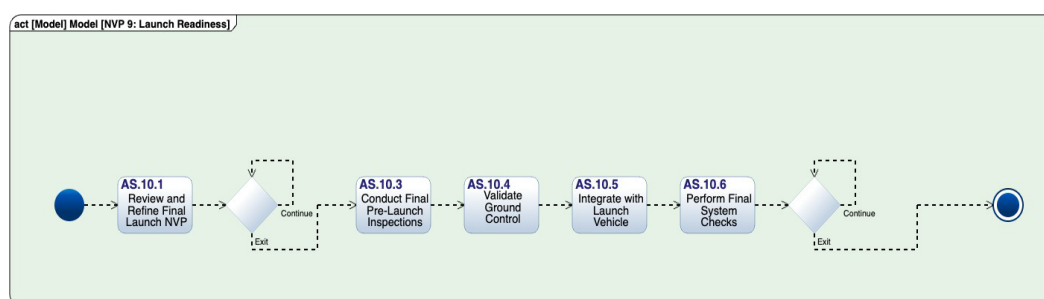 act [Model] Model [NVP 9: Launch Readiness]
AS.10.1
Review and
Refine Final
Launch NVP
Continue
Exit
AS.10.3
Conduct Final
Pre-Launch
Inspections
AS.10.4
Validate
Ground
Control
AS.10.5
Integrate with
Launch
Vehicle
AS.10.6
Perform Final
System
Checks
Continue
Exit